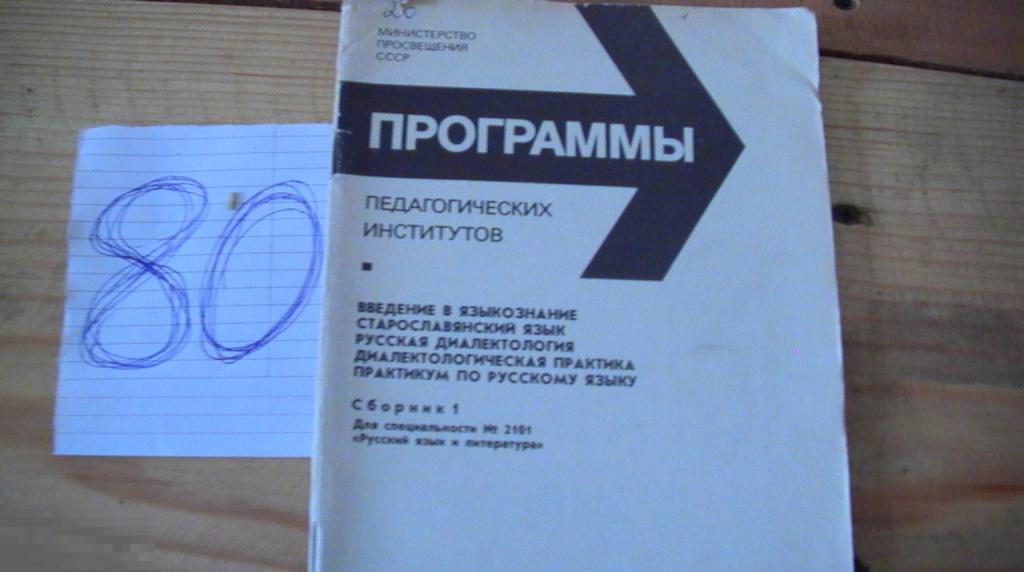 80
26
МИНИСТЕРСТВО
ПРОСВЕЩЕНИЯ
СССР
ПРОГРАММЫ
ПЕДАГОГИЧЕСКИХ
ИНСТИТУТОВ
ВВЕДЕНИЕ В ЯЗЫКОЗНАНИЕ
СТАРОСЛАВЯНСКИЙ ЯЗЫК
РУССКАЯ ДИАЛЕКТОЛОГИЯ
ДИАЛЕКТОЛОГИЧЕСКАЯ ПРАКТИКА
ПРАКТИКУМ ПО РУССКОМУ ЯЗЫКУ
Сборник 1
Для специальности № 2101
«Русский язык и литература»